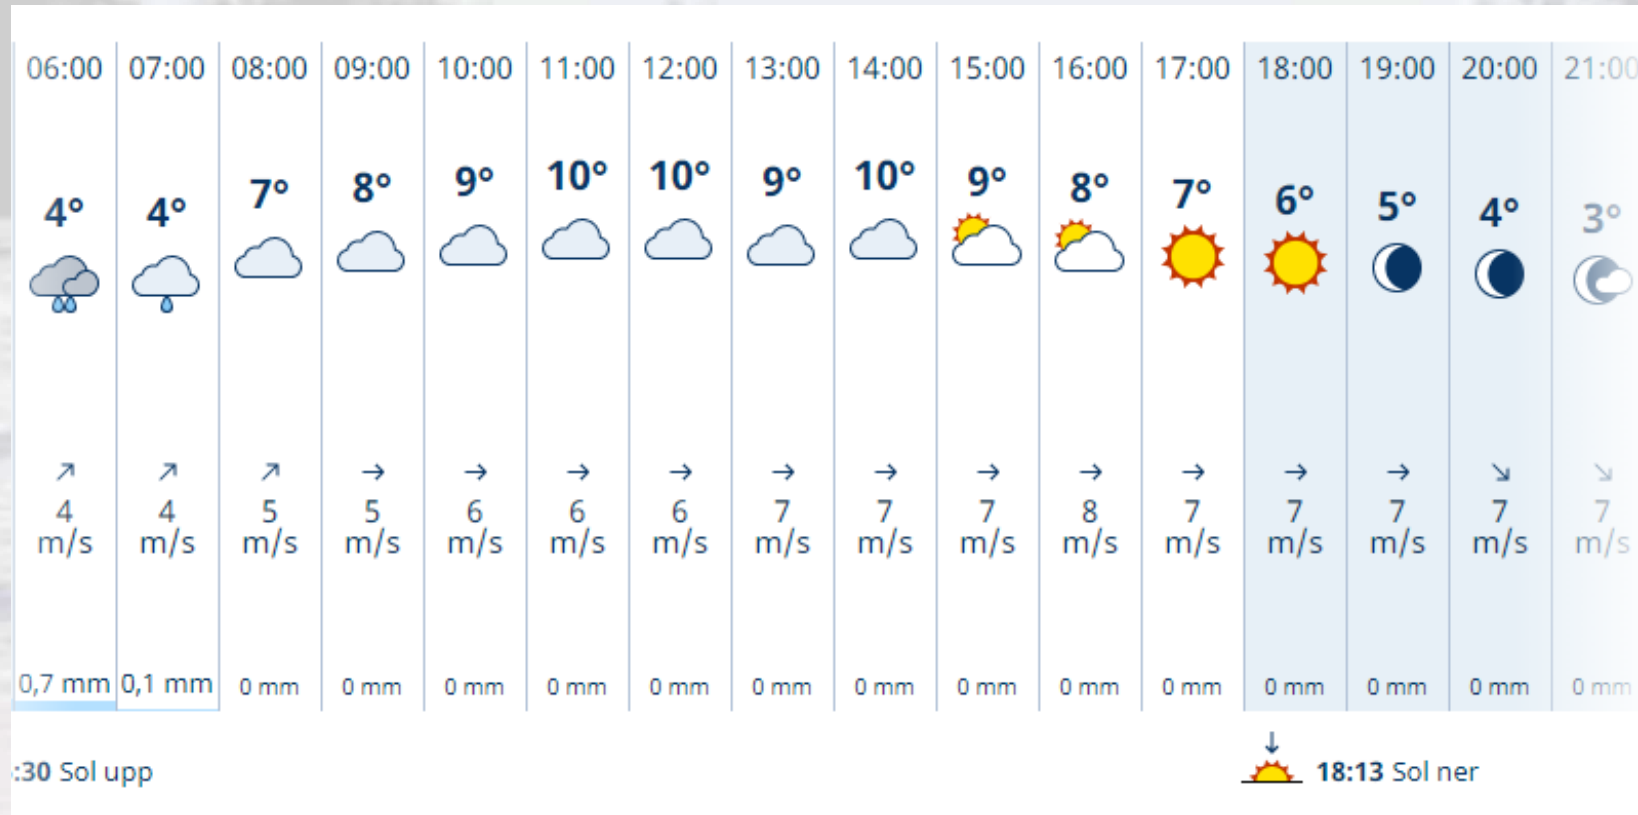 06:00 07:00 08:00 09:00 10:00 11:00 12:00 13:00 14:00 15:00 16:00 17:00 18:00 19:00 20:00 21:00
4° 4° 7° 8° 9° 10° 10° 9° 10° 9° 8° 7° 6° 5° 4° 3°
4 4 5 5 6 6 6 7 7 7 8 7 7 7 7 7
m/s m/s m/s m/s m/s m/s m/s m/s m/s m/s m/s m/s m/s m/s m/s m/s
0,7 mm 0,1 mm 0 mm 0 mm 0 mm 0 mm 0 mm 0 mm 0 mm 0 mm 0 mm 0 mm 0 mm 0 mm 0 mm 0 mm
:30 Sol upp 18:13 Sol ner